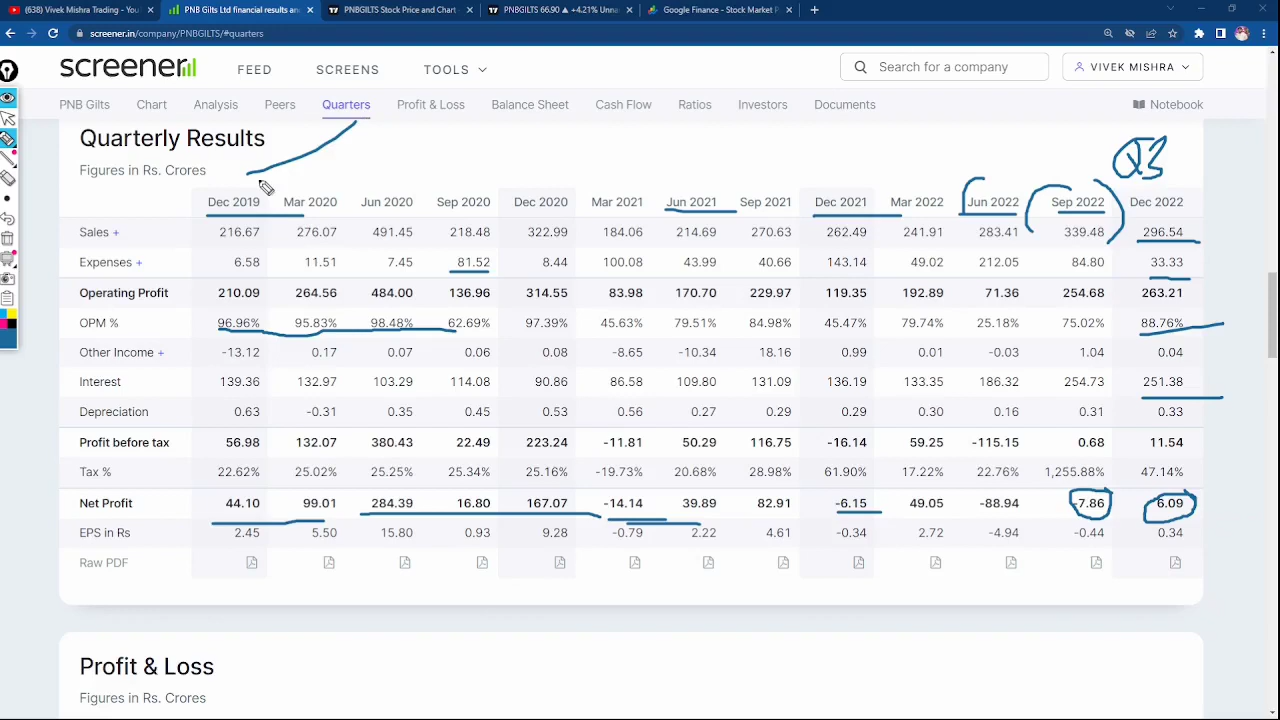 (638) Vivek Mishra Trading - You
PNB Gilts Ltd financial results an
PNBGILTS Stock Price and Chart
PNBGILTS 66.90 ▲ +4.21% Unna
Google Finance - Stock Market P
screener.in/company/PNBGILTS/#quarters
screener
FEED SCREENS TOOLS
Search for a company
VIVEK MISHRA
PNB Gilts Chart Analysis Peers Quarters Profit & Loss Balance Sheet Cash Flow Ratios Investors Documents Notebook
Quarterly Results
Q3
Figures in Rs. Crores
Dec 2019 Mar 2020 Jun 2020 Sep 2020 Dec 2020 Mar 2021 Jun 2021 Sep 2021 Dec 2021 Mar 2022 Jun 2022 Sep 2022 Dec 2022
Sales + 216.67 276.07 491.45 218.48 322.99 184.06 214.69 270.63 262.49 241.91 283.41 339.48 296.54
Expenses + 6.58 11.51 7.45 81.52 8.44 100.08 43.99 40.66 143.14 49.02 212.05 84.80 33.33
Operating Profit 210.09 264.56 484.00 136.96 314.55 83.98 170.70 229.97 119.35 192.89 71.36 254.68 263.21
OPM % 96.96% 95.83% 98.48% 62.69% 97.39% 45.63% 79.51% 84.98% 45.47% 79.74% 25.18% 75.02% 88.76%
Other Income + -13.12 0.17 0.07 0.06 0.08 -8.65 -10.34 18.16 0.99 0.01 -0.03 1.04 0.04
Interest 139.36 132.97 103.29 114.08 90.86 86.58 109.80 131.09 136.19 133.35 186.32 254.73 251.38
Depreciation 0.63 -0.31 0.35 0.45 0.53 0.56 0.27 0.29 0.29 0.30 0.16 0.31 0.33
Profit before tax 56.98 132.07 380.43 22.49 223.24 -11.81 50.29 116.75 -16.14 59.25 -115.15 0.68 11.54
Tax % 22.62% 25.02% 25.25% 25.34% 25.16% -19.73% 20.68% 28.98% 61.90% 17.22% 22.76% 1,255.88% 47.14%
Net Profit 44.10 99.01 284.39 16.80 167.07 -14.14 39.89 82.91 -6.15 49.05 -88.94 -7.86 6.09
EPS in Rs 2.45 5.50 15.80 0.93 9.28 -0.79 2.22 4.61 -0.34 2.72 -4.94 -0.44 0.34
Raw PDF
Profit & Loss
Figures in Rs. Crores